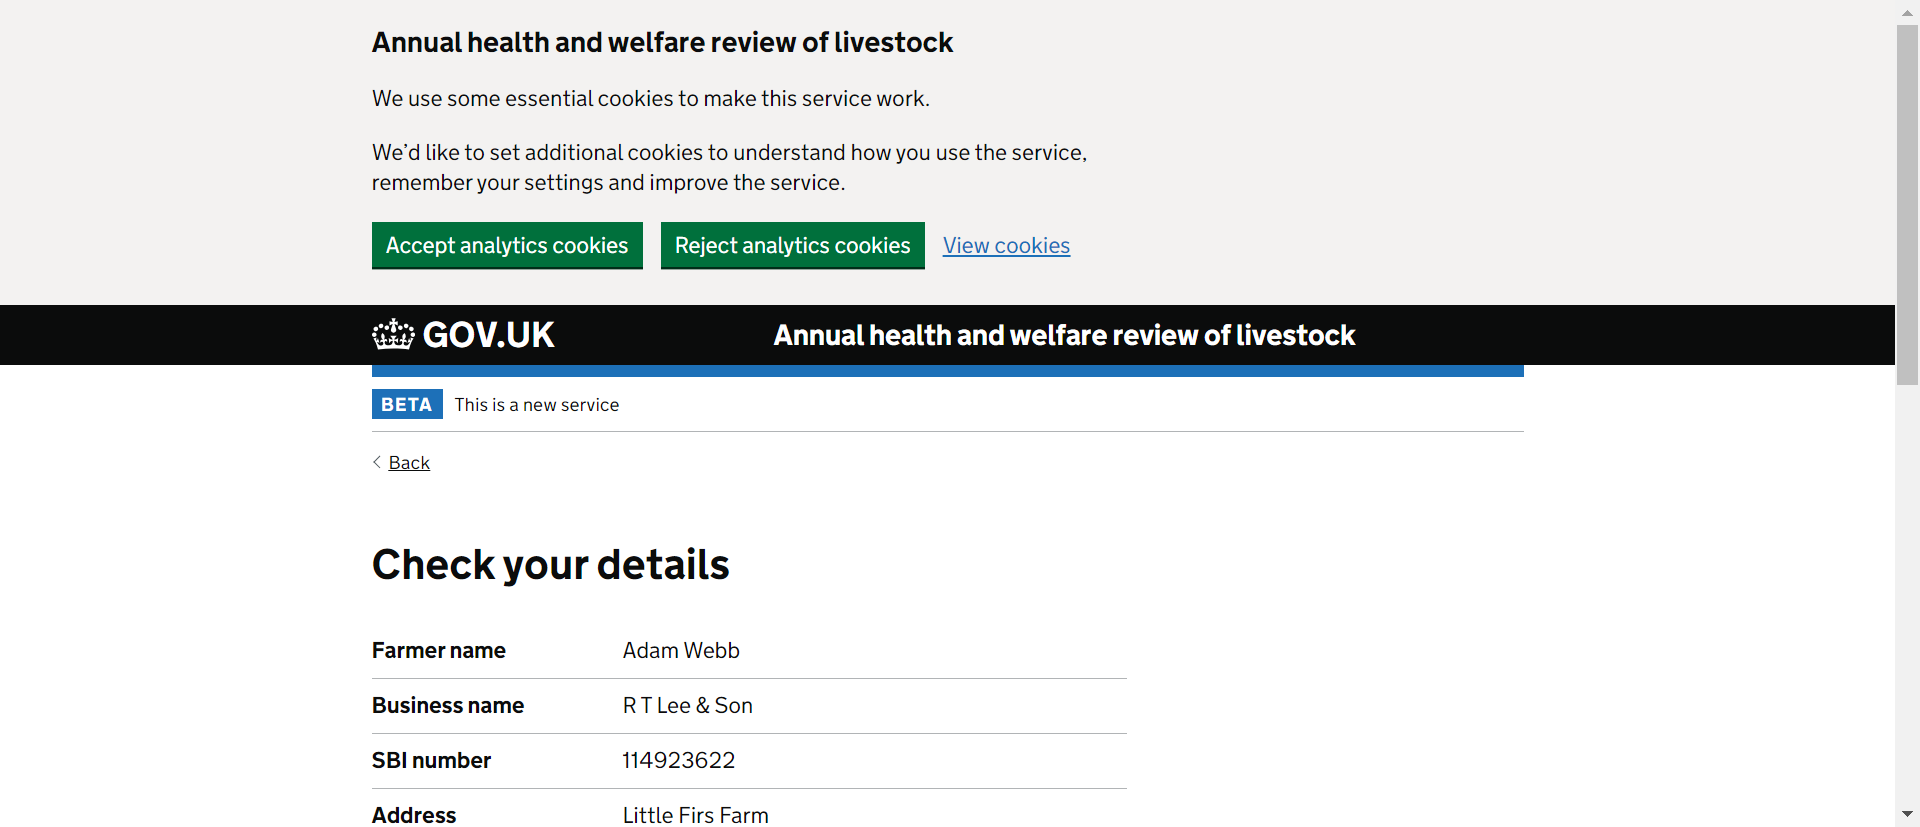 Annual health and welfare review of livestock
We use some essential cookies to make this service work.
We’d like to set additional cookies to understand how you use the service,
remember your settings and improve the service.
Accept analytics cookies Reject analytics cookies View cookies
GOV.UK Annual health and welfare review of livestock
BETA This is a new service
Back
Check your details
Farmer name Adam Webb
Business name R T Lee & Son
SBI number 114923622
Address Little Firs Farm